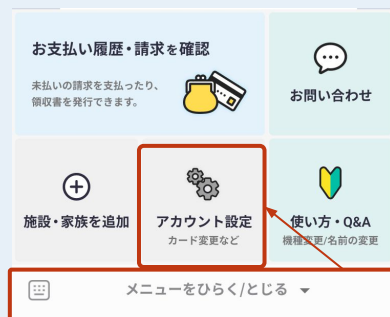 お支払い履歴・請求を確認
未払いの請求を支払ったり、
領収書を発行できます。
お問い合わせ
施設・家族を追加
アカウント設定
カード変更など
使い方・Q&A
機種変更/名前の変更
メニューをひらく/とじる